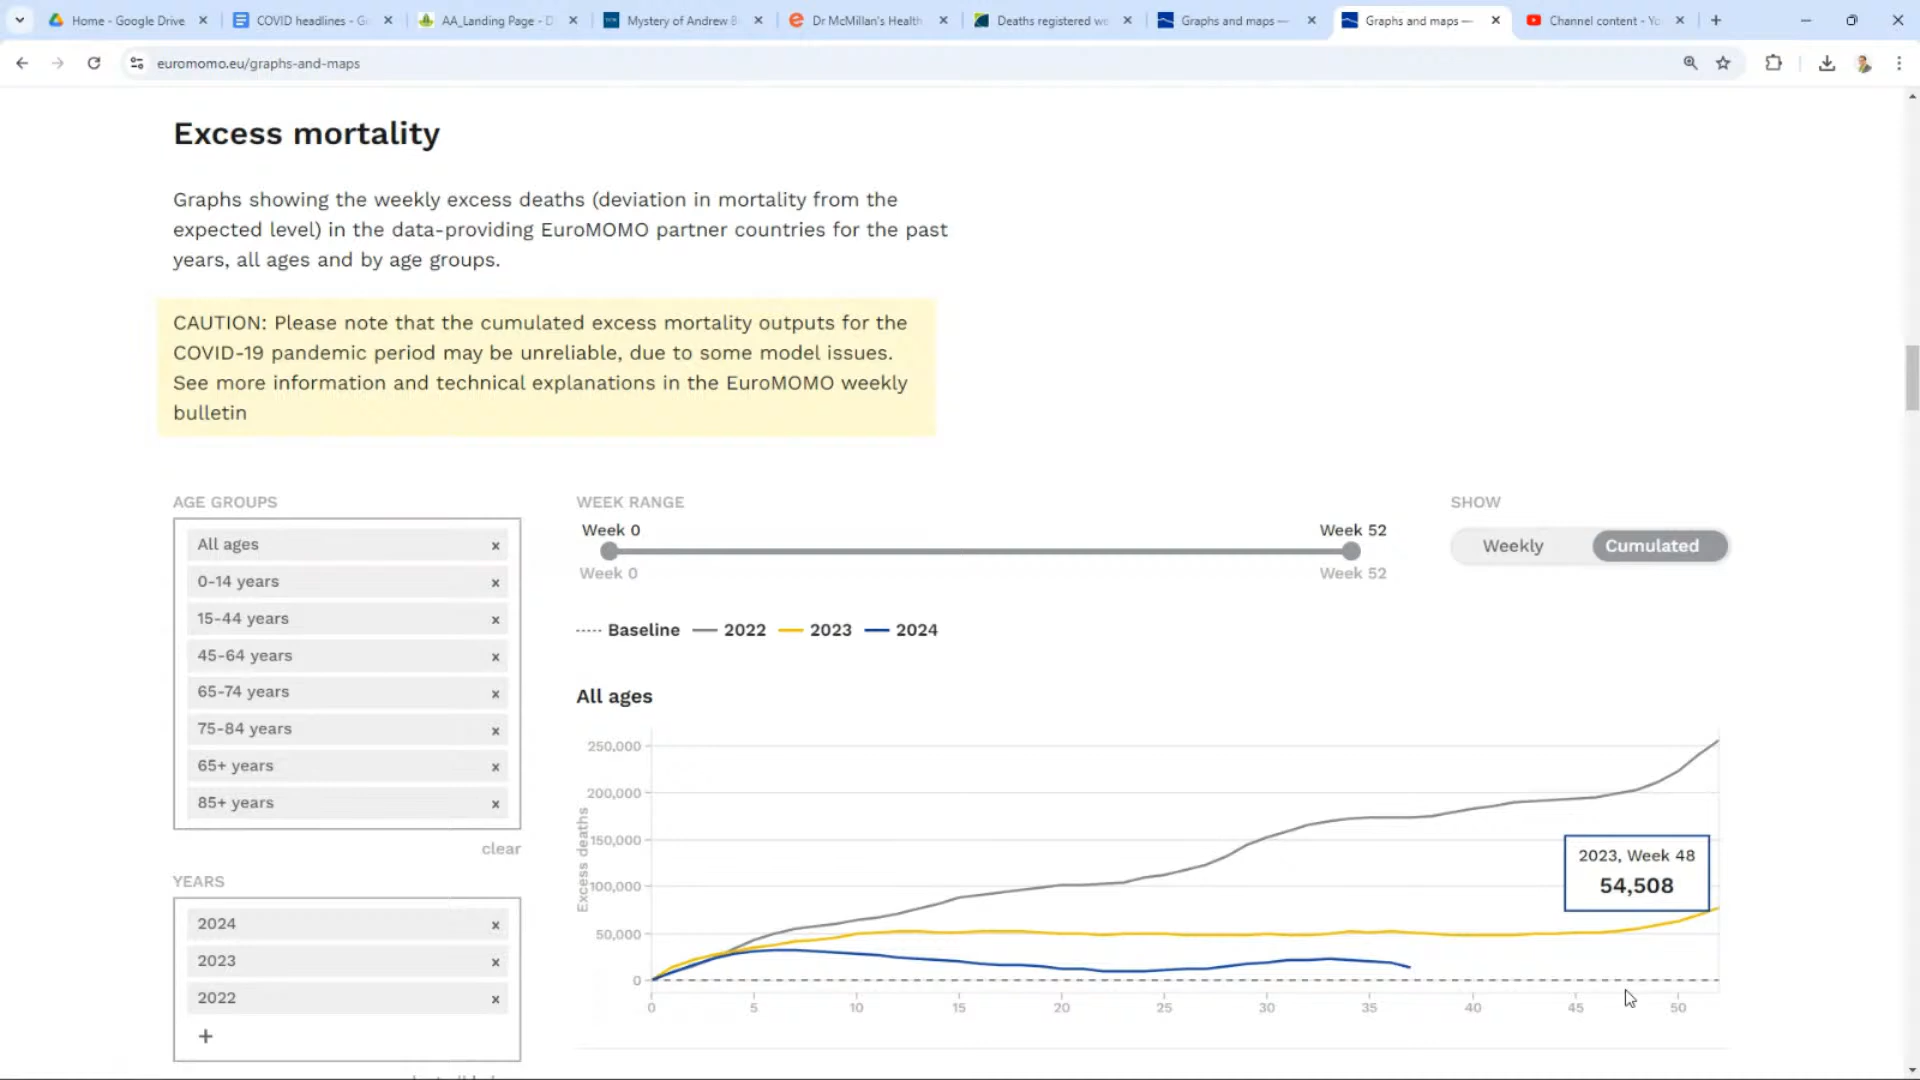 Home - Google Drive
COVID headlines - G
AA_Landing Page - D
Mystery of Andrew B
Dr McMillan's Health
Deaths registered we
Graphs and maps —
Graphs and maps —
Channel content - Yo
euromomo.eu/graphs-and-maps
Excess mortality
Graphs showing the weekly excess deaths (deviation in mortality from the
expected level) in the data-providing EuroMOMO partner countries for the past
years, all ages and by age groups.
CAUTION: Please note that the cumulated excess mortality outputs for the
COVID-19 pandemic period may be unreliable, due to some model issues.
See more information and technical explanations in the EuroMOMO weekly
bulletin
AGE GROUPS
All ages x
0-14 years x
15-44 years x
45-64 years x
65-74 years x
75-84 years x
65+ years x
85+ years x
clear
YEARS
2024 x
2023 x
2022 x
+
WEEK RANGE
Week 0 Week 52
Week 0 Week 52
SHOW
Weekly Cumulated
Baseline 2022 2023 2024
All ages
Excess deaths
250,000
200,000
150,000
100,000
50,000
0
2023, Week 48
54,508
0 5 10 15 20 25 30 35 40 45 50